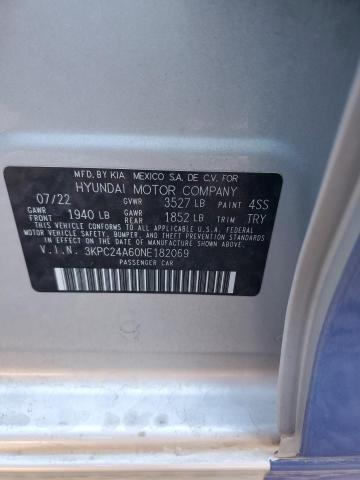 MFD.BY KIA MEXICO S.A. DE C.V. FOR
HYUNDAI MOTOR COMPANY
07/22 GVWR 3527 LB PAINT 4SS
GAWR FRONT 1940 LB GAWR REAR 1852 LB TRIM TRY
THIS VEHICLE CONFORMS TO ALL APPLICABLE U.S.A. FEDERAL
MOTOR VEHICLE SAFETY, BUMPER, AND THEFT PREVENTION
STANDARDS IN EFFECT ON THE DATE OF MANUFACTURE SHOWN ABOVE.
V.I.N. 3KPC24A60NE182069
PASSENGER CAR